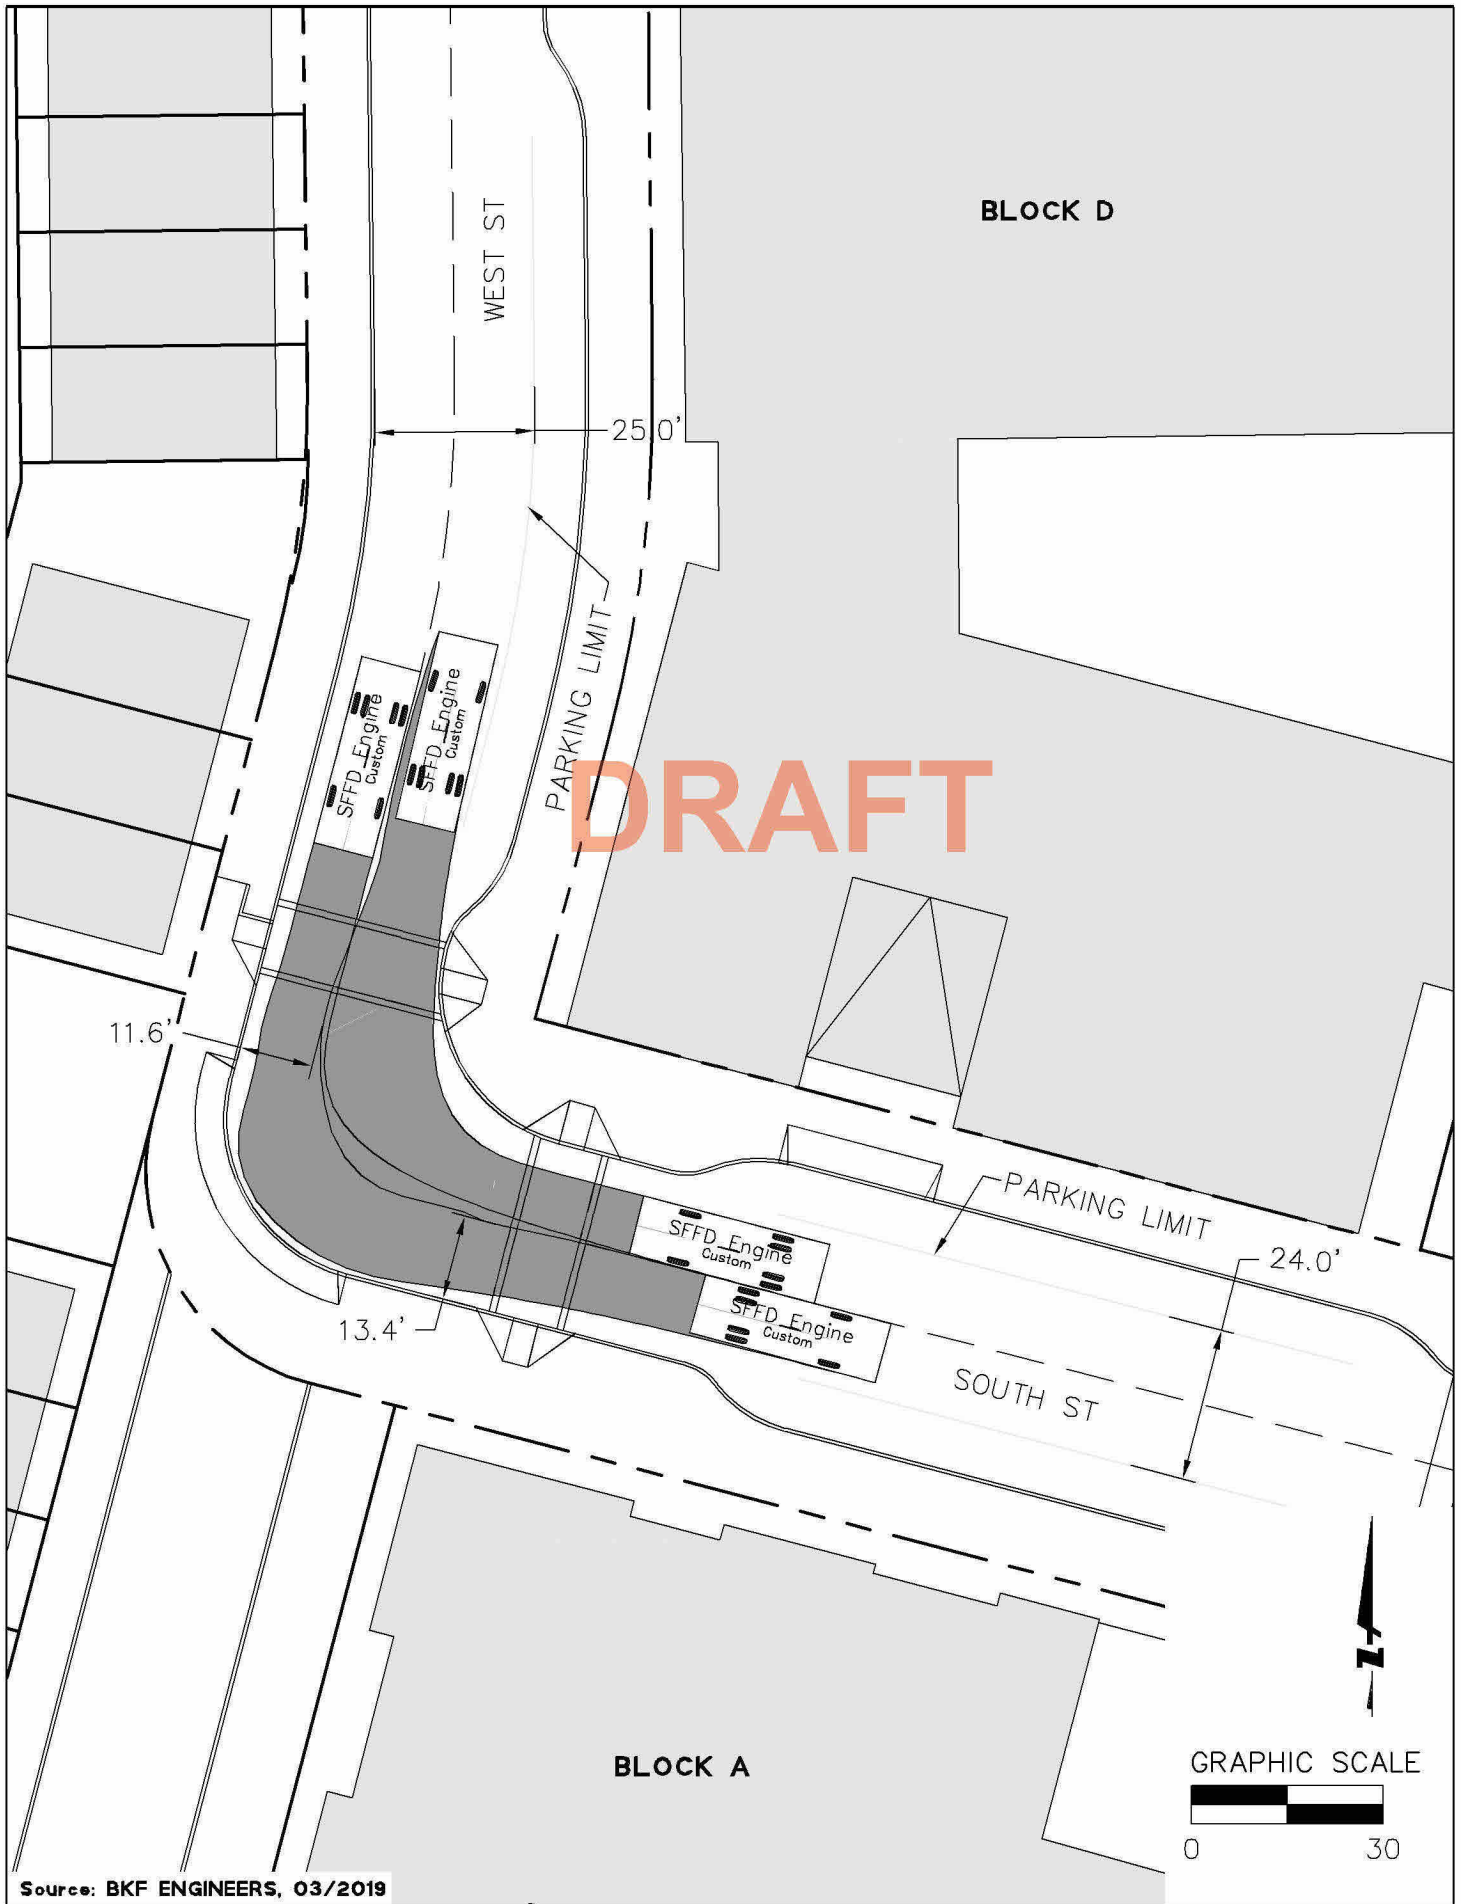 BLOCK D
WEST ST
25.0'
PARKING LIMIT
SFFD Engine
Custom
SFFD Engine
Custom
DRAFT
11.6'
PARKING LIMIT
SFFD Engine
Custom
24.0'
SFFD Engine
Custom
13.4'
SOUTH ST
BLOCK A
GRAPHIC SCALE
0 30
Source: BKF ENGINEERS, 03/2019